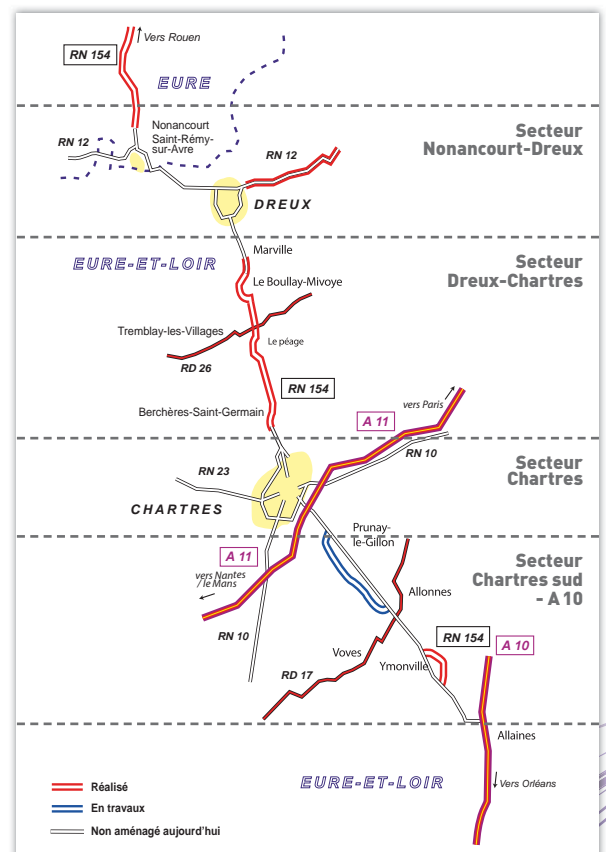 Vers Rouen
RN 154
EURE
Secteur
Nonancourt-Dreux
RN 12
Nonancourt
Saint-Rémy-
sur-Avre
RN 12
DREUX
EURE-ET-LOIR
Marville
Secteur
Dreux-Chartres
Le Boullay-Mivoye
Tremblay-les-Villages
Le péage
RD 26
RN 154
Berchères-Saint-Germain
vers Paris
A 11
RN 10
Secteur
Chartres
RN 23
CHARTRES
Prunay-
le-Gillon
A 11
vers Nantes
/ le Mans
Secteur
Chartres sud
- A 10
Allonnes
RN 10
Voves
Ymonville
RN 154
A 10
RD 17
Allaines
EURE-ET-LOIR
Vers Orléans
Réalisé
En travaux
Non aménagé aujourd'hui